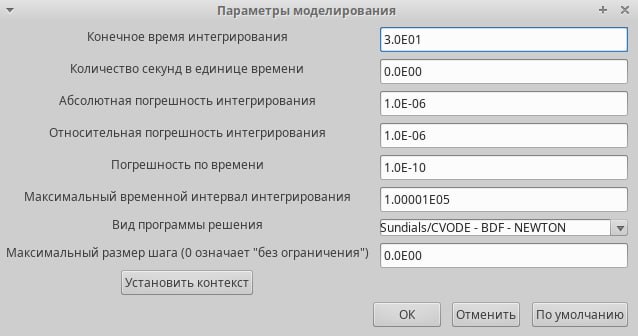 Параметры моделирования
Конечное время интегрирования 3.0E01
Количество секунд в единице времени 0.0E00
Абсолютная погрешность интегрирования 1.0E-06
Относительная погрешность интегрирования 1.0E-06
Погрешность по времени 1.0E-10
Максимальный временной интервал интегрирования 1.00001E05
Вид программы решения Sundials/CVODE - BDF - NEWTON
Максимальный размер шага (0 означает "без ограничения") 0.0E00
Установить контекст
ОК Отменить По умолчанию